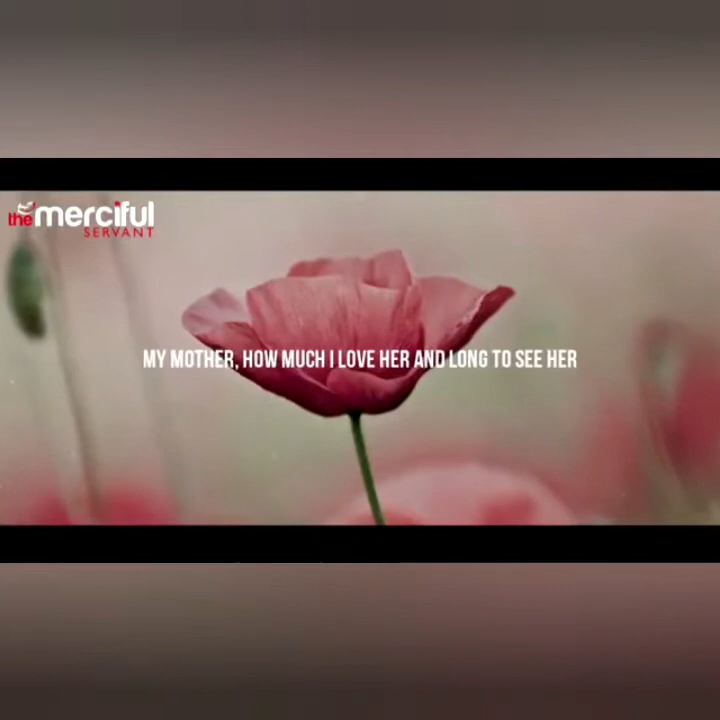 the merciful
SERVANT
MY MOTHER, HOW MUCH I LOVE HER AND LONG TO SEE HER